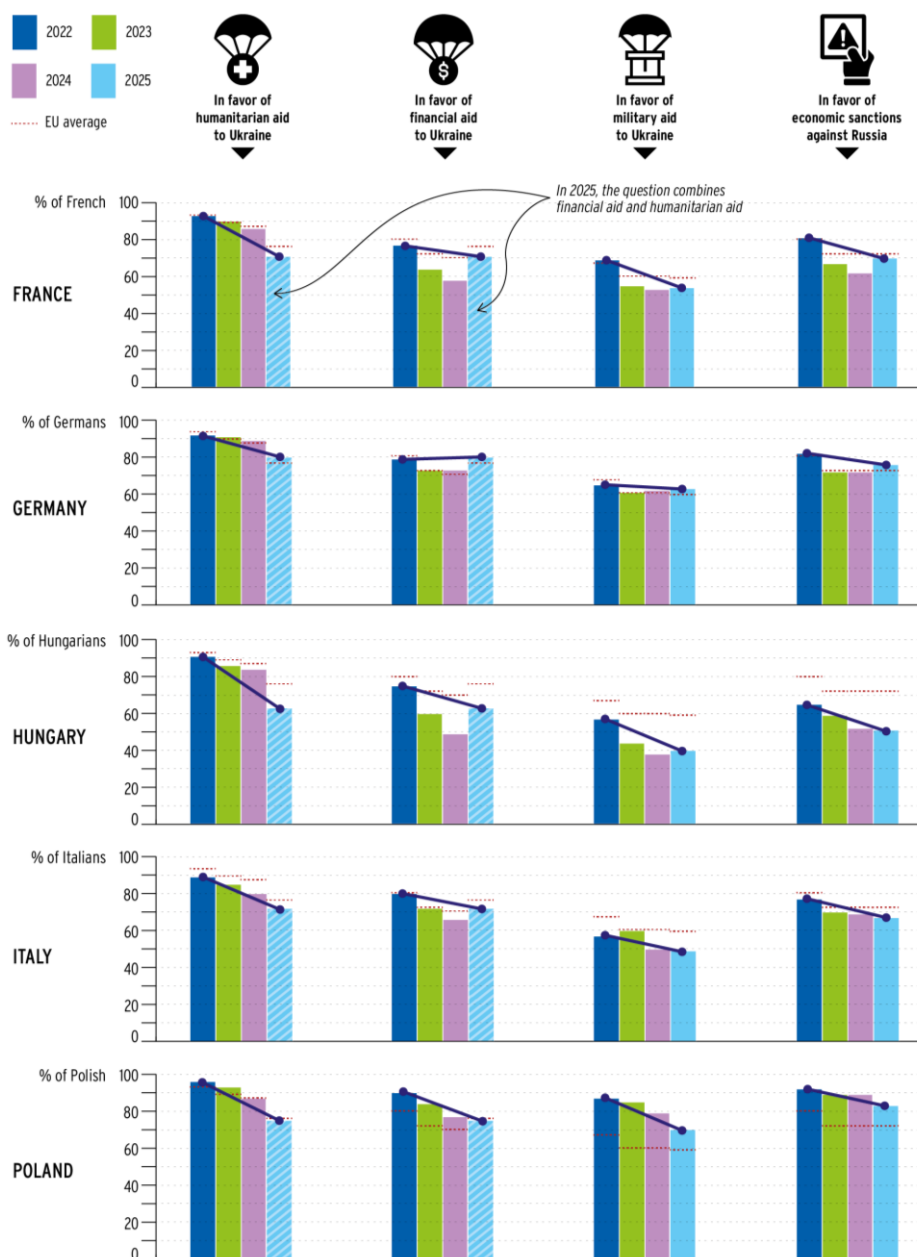 2022
2023
2024
2025
EU average
In favor of
humanitarian aid
to Ukraine
In favor of
financial aid
to Ukraine
In favor of
military aid
to Ukraine
In favor of
economic sanctions
against Russia
$
In 2025, the question combines
financial aid and humanitarian aid
% of French
FRANCE
100
80
60
40
20
0
% of Germans
GERMANY
100
80
60
40
20
0
% of Hungarians
HUNGARY
100
80
60
40
20
0
% of Italians
ITALY
100
80
60
40
20
0
% of Polish
POLAND
100
80
60
40
20
0